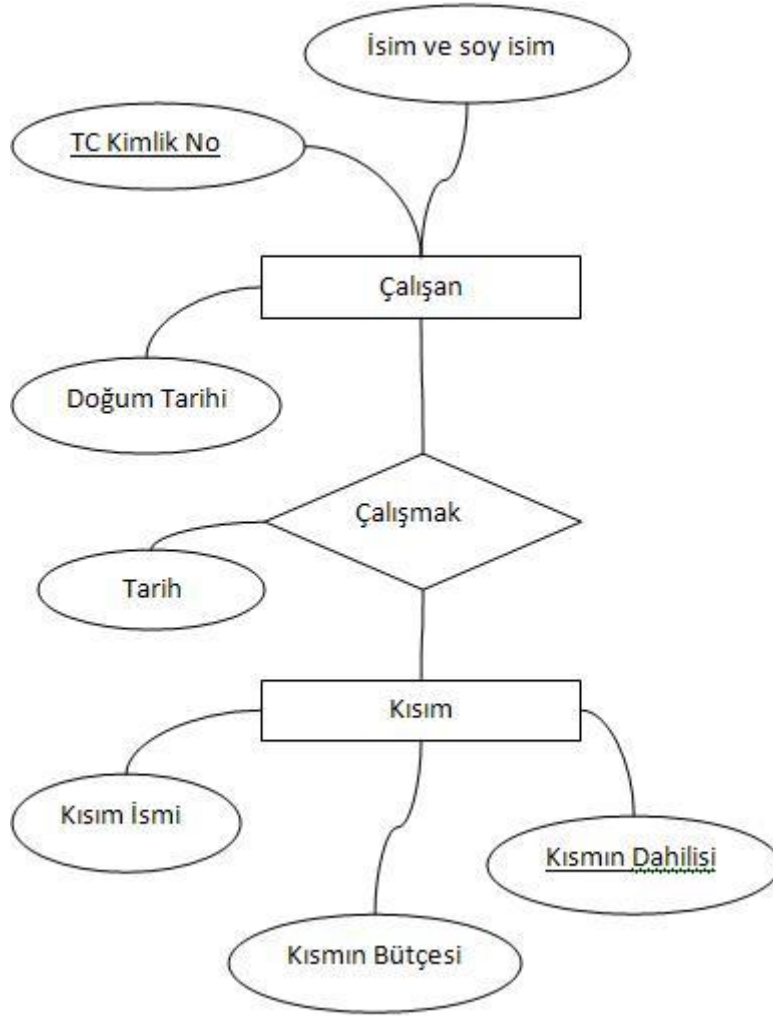 İsim ve soy isim
TC Kimlik No
Çalışan
Doğum Tarihi
Çalışmak
Tarih
Kısım
Kısım İsmi
Kısmın Dahilisi
Kısmın Bütçesi